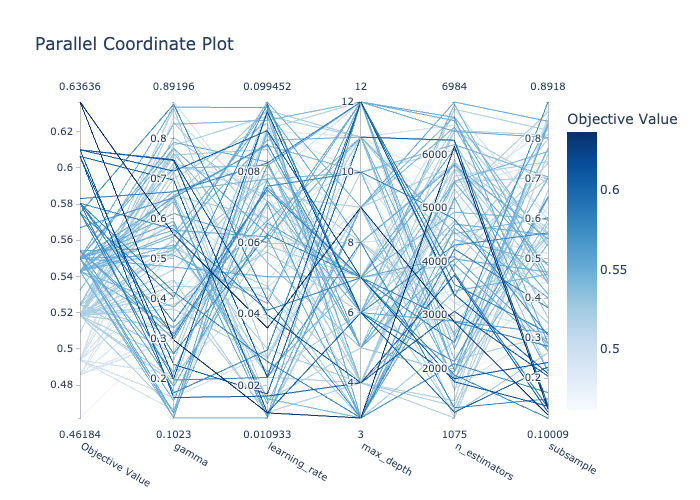 Parallel Coordinate Plot
0.63636 0.89196 0.099452 12 6984 0.8918
Objective Value
0.62 0.6 0.58 0.56 0.54 0.52 0.5 0.48
0.8 0.7 0.6 0.5 0.4 0.3 0.2
0.08 0.06 0.04 0.02
12 10 8 6 4
6000 5000 4000 3000 2000
0.8 0.7 0.6 0.5 0.4 0.3 0.2
0.6
0.55
0.5
0.46184 0.1023 0.010933 3 1075 0.10009
Objective Value gamma learning_rate max_depth n_estimators subsample